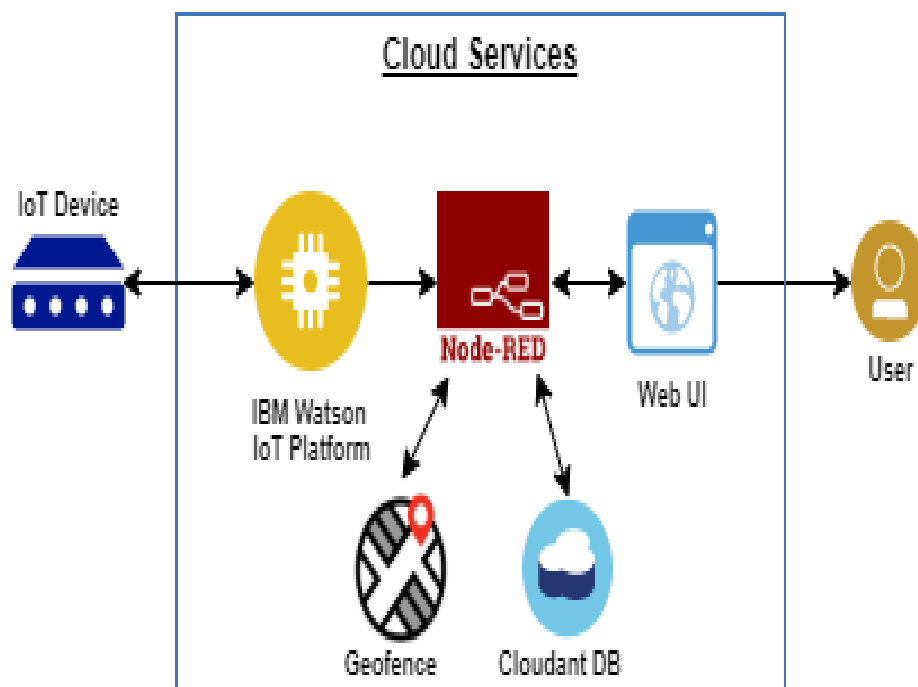 Cloud Services
IoT Device
Node-RED
User
Web UI
IBM Watson
IoT Platform
Geofence
Cloudant DB